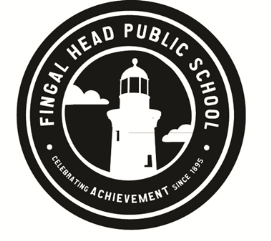 FINGAL HEAD PUBLIC SCHOOL
CELEBRATING ACHIEVEMENT SINCE 1895